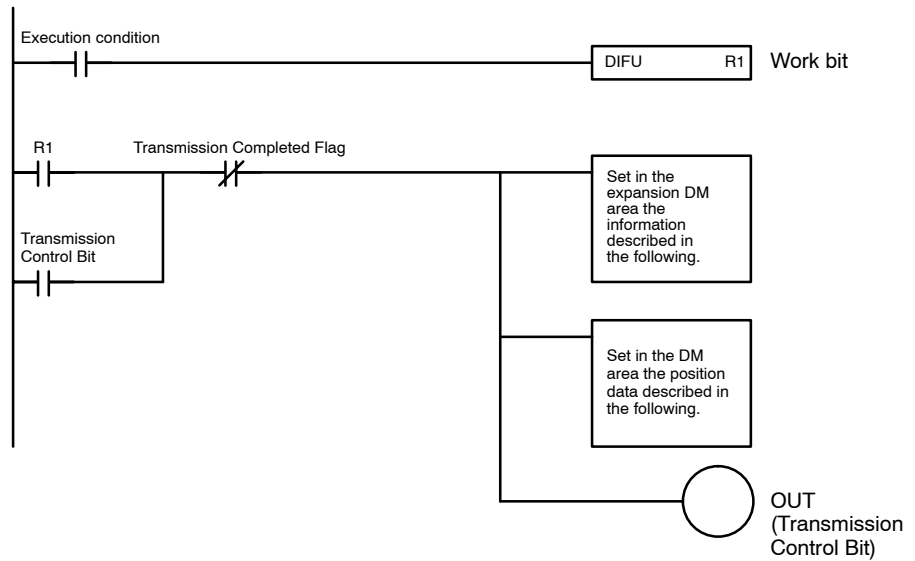 Execution condition
DIFU R1
Work bit
R1
Transmission Completed Flag
Set in the
expansion DM
area the
information
described in
the following.
Transmission
Control Bit
Set in the DM
area the position
data described in
the following.
OUT
(Transmission
Control Bit)